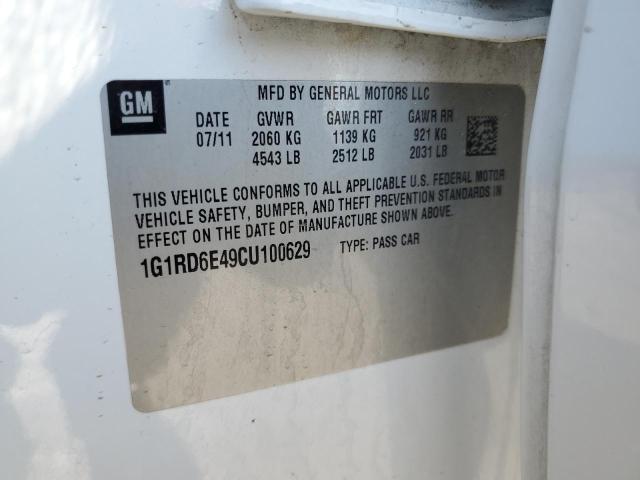 GM
MFD BY GENERAL MOTORS LLC
DATE GVWR GAWR FRT GAWR RR
07/11 2060 KG 1139 KG 921 KG
4543 LB 2512 LB 2031 LB
THIS VEHICLE CONFORMS TO ALL APPLICABLE U.S. FEDERAL MOTOR
VEHICLE SAFETY, BUMPER, AND THEFT PREVENTION STANDARDS IN
EFFECT ON THE DATE OF MANUFACTURE SHOWN ABOVE.
1G1RD6E49CU100629 TYPE: PASS CAR